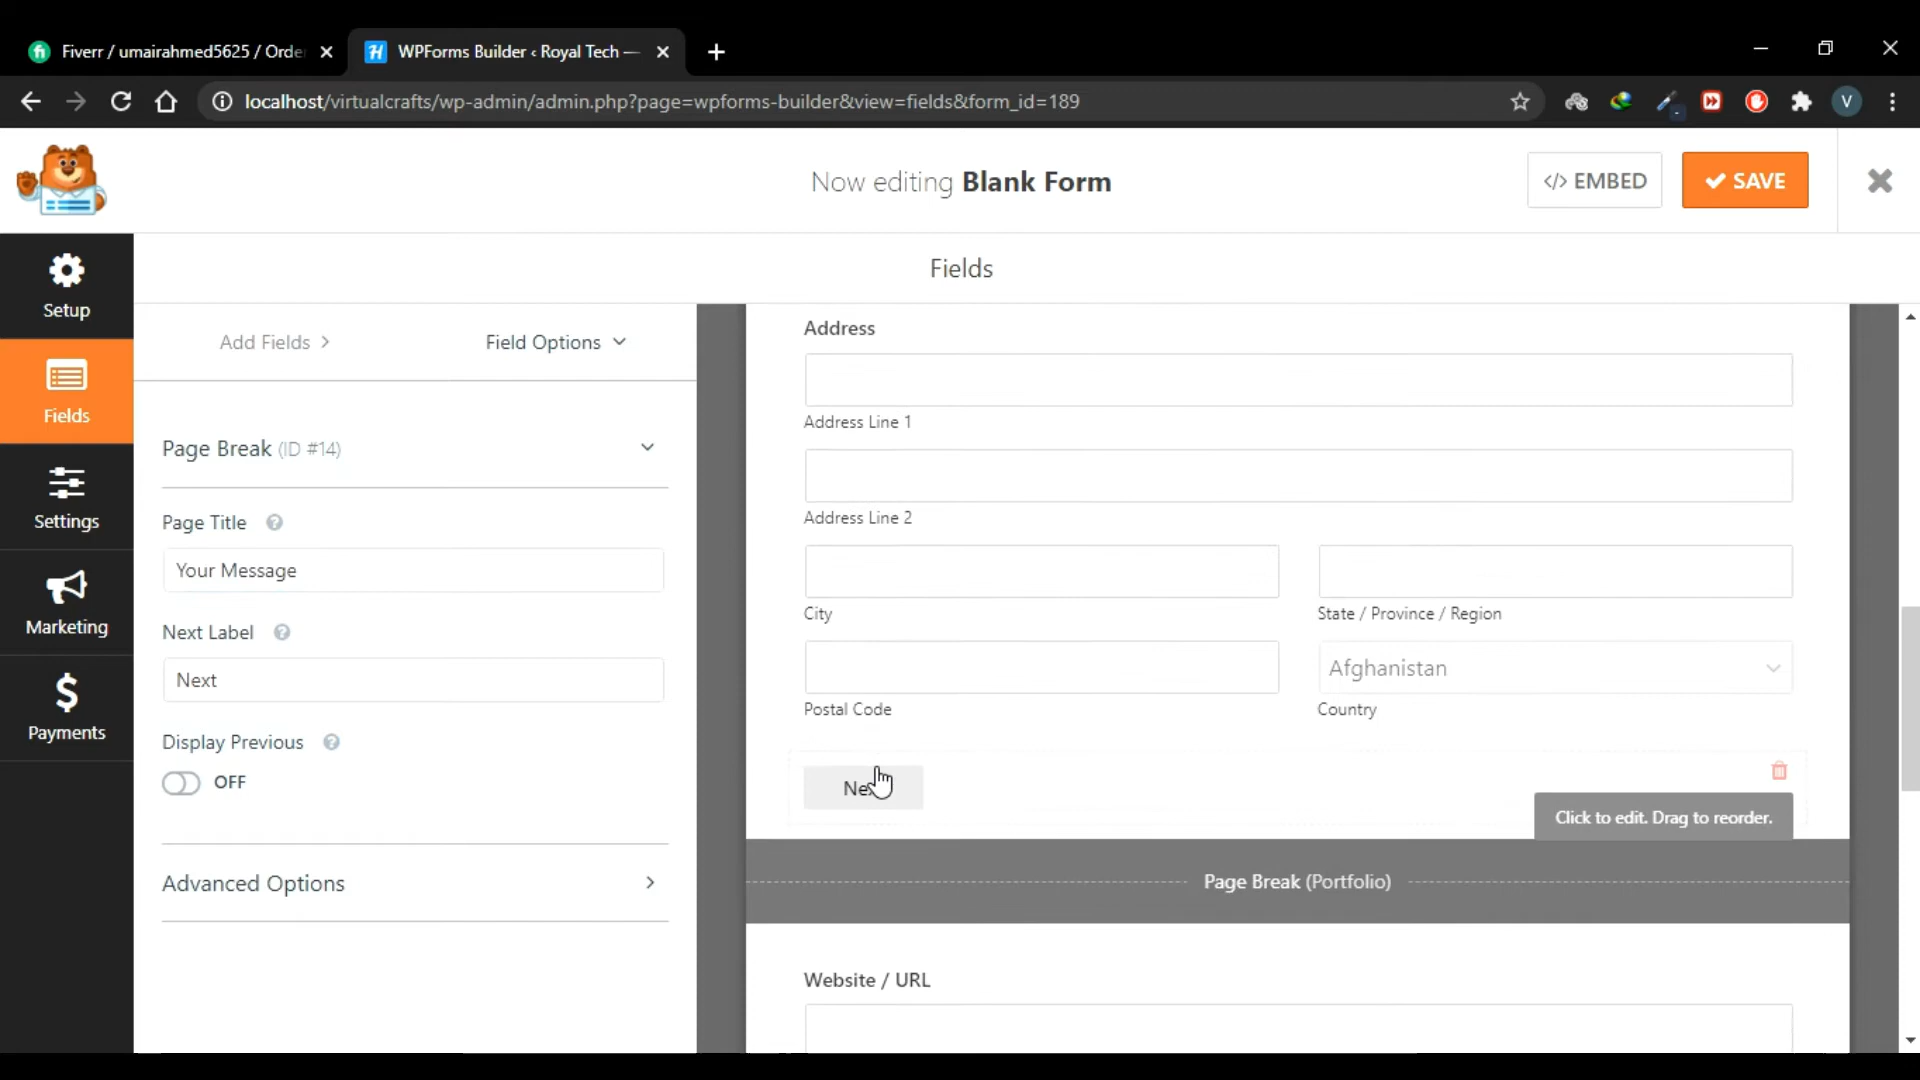 Fiverr / umairahmed5625 / Orde
WPForms Builder ‹ Royal Tech —
localhost/virtualcrafts/wp-admin/admin.php?page=wpforms-builder&view=fields&form_id=189
V
Now editing Blank Form
</> EMBED
SAVE
Setup
Fields
Settings
Marketing
Payments
Fields
Add Fields
Field Options
Page Break (ID #14)
Page Title
Your Message
Next Label
Next
Display Previous
OFF
Advanced Options
Address
Address Line 1
Address Line 2
City
State / Province / Region
Afghanistan
Postal Code
Country
Click to edit. Drag to reorder.
Page Break (Portfolio)
Website / URL